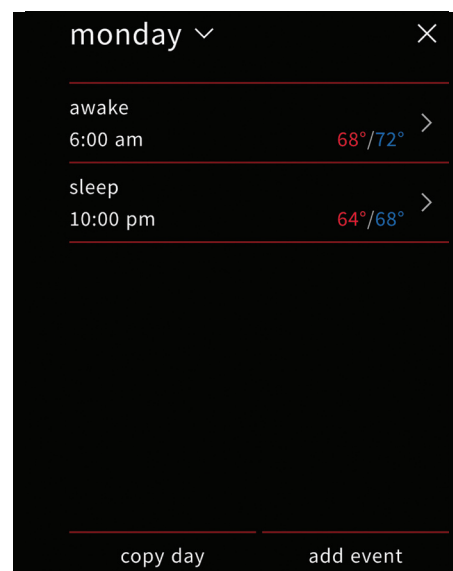 monday
awake
6:00 am 68°/72°
sleep
10:00 pm 64°/68°
copy day add event